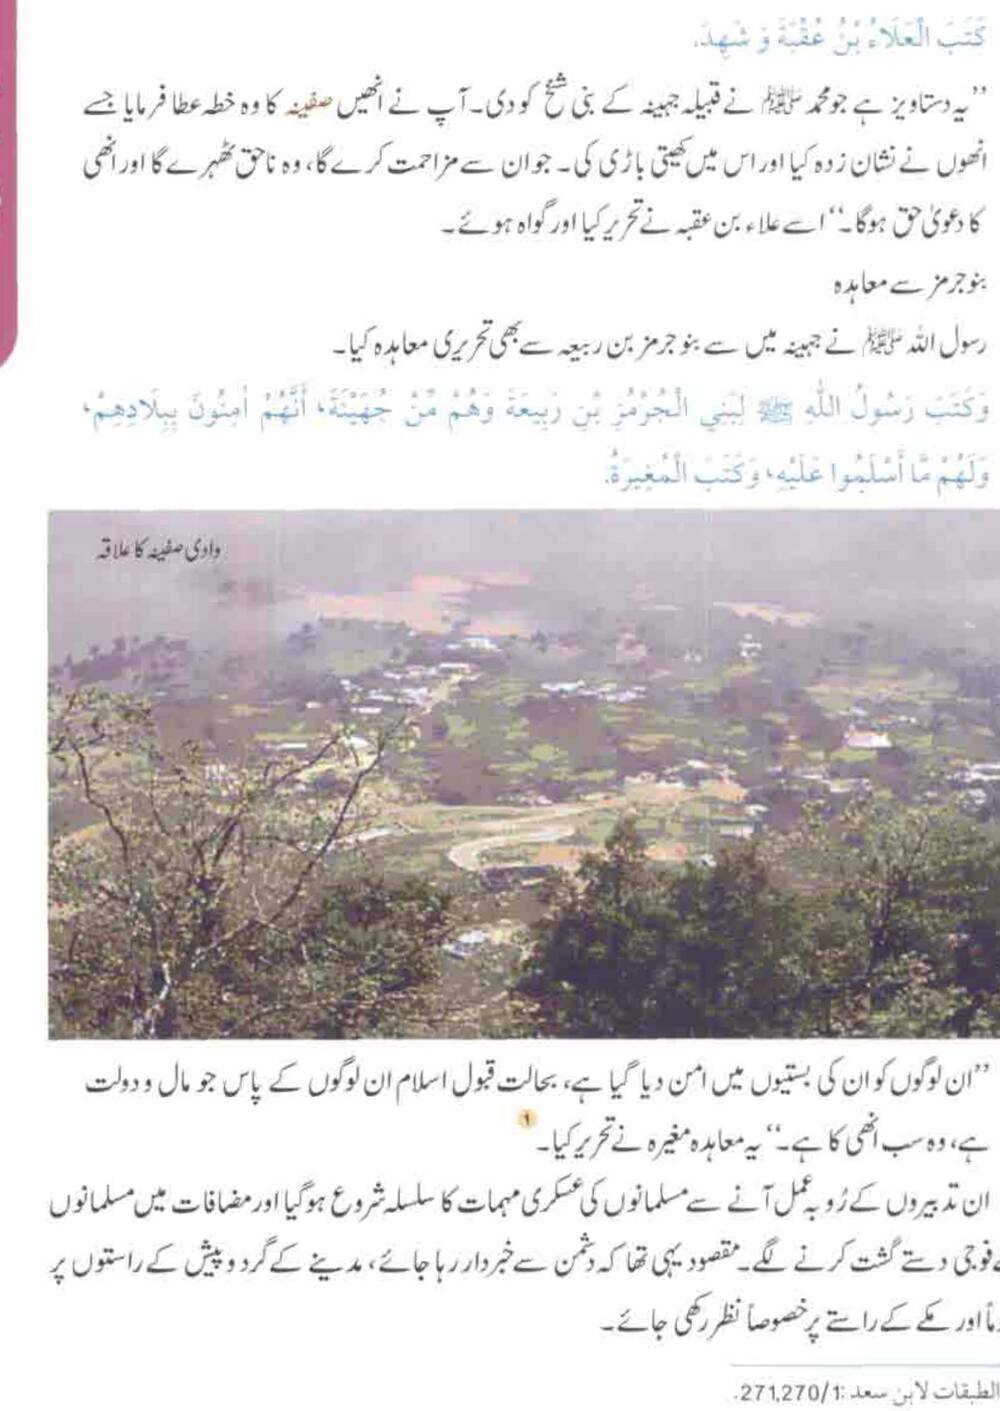 كَتَبَ الْعَلَاءُ بْنُ عُقْبَةَ وَ شَهِدَ.
”یہ دستاویز ہے جو محمد ﷺ نے قبیلہ جہینہ کے بنی شمخ کو دی۔ آپ نے انھیں صفینہ کا وہ خطہ عطا فرمایا جسے
انھوں نے نشان زدہ کیا اور اس میں کھیتی باڑی کی۔ جو ان سے مزاحمت کرے گا، وہ ناحق ٹھہرے گا اور انھی
کا دعویٰ حق ہوگا۔“ اسے علاء بن عقبہ نے تحریر کیا اور گواہ ہوئے۔
بنو جرمز سے معاہدہ
رسول اللہ ﷺ نے جہینہ میں سے بنو جرمز بن ربیعہ سے بھی تحریری معاہدہ کیا۔
وَكَتَبَ رَسُولُ اللّٰهِ ﷺ لِبَنِي الْجُرْمُزِ بْنِ رَبِيعَةَ وَهُمْ مِّنْ جُهَيْنَةَ، أَنَّهُمْ اٰمِنُونَ بِبِلَادِهِمْ،
وَلَهُمْ مَّا أَسْلَمُوا عَلَيْهِ، وَكَتَبَ الْمُغِيرَةُ.
وادی صفینہ کا علاقہ
”ان لوگوں کو ان کی بستیوں میں امن دیا گیا ہے، بحالت قبول اسلام ان لوگوں کے پاس جو مال و دولت
ہے، وہ سب انھی کا ہے۔“ یہ معاہدہ مغیرہ نے تحریر کیا۔ ۱
ان تدبیروں کے رُو بہ عمل آنے سے مسلمانوں کی عسکری مہمات کا سلسلہ شروع ہوگیا اور مضافات میں مسلمانوں
فوجی دستے گشت کرنے لگے۔ مقصود یہی تھا کہ دشمن سے خبردار رہا جائے، مدینے کے گرد و پیش کے راستوں پر
اور مکے کے راستے پر خصوصاً نظر رکھی جائے۔
الطبقات لابن سعد: 271,270/1.